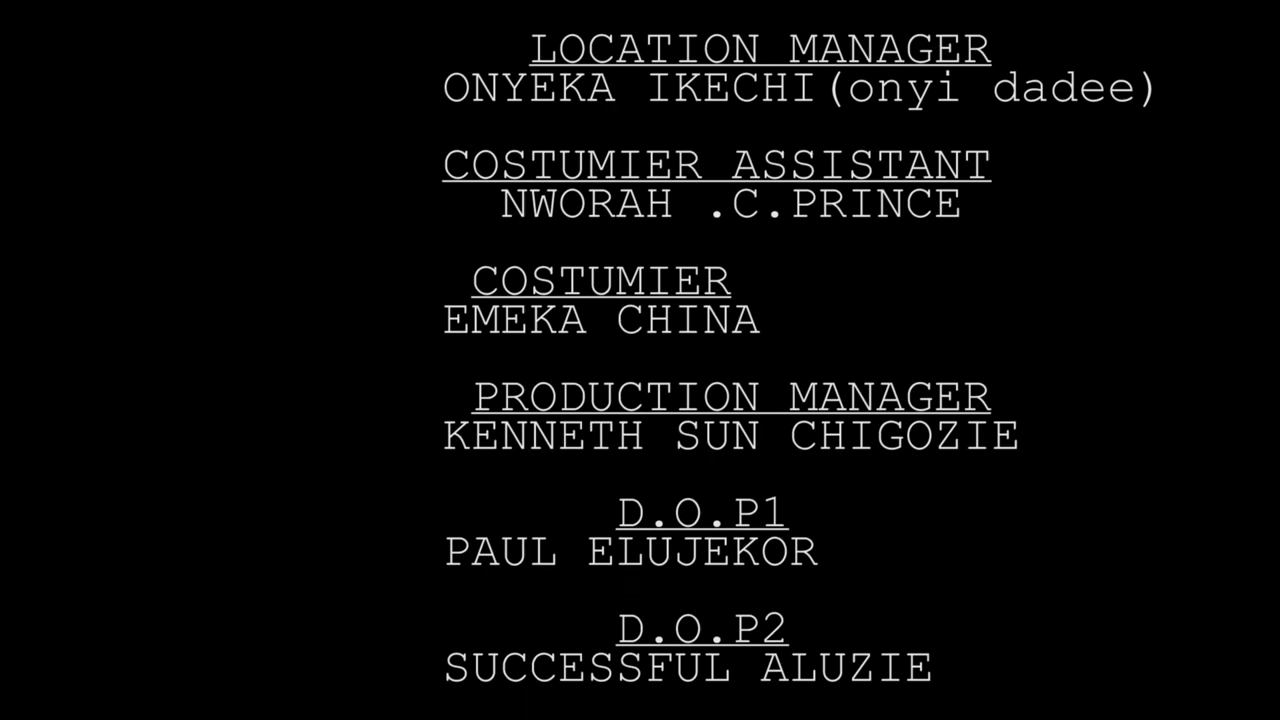 LOCATION MANAGER
ONYEKA IKECHI(onyi dadee)
COSTUMIER ASSISTANT
NWORAH .C.PRINCE
COSTUMIER
EMEKA CHINA
PRODUCTION MANAGER
KENNETH SUN CHIGOZIE
D.O.P1
PAUL ELUJEKOR
D.O.P2
SUCCESSFUL ALUZIE